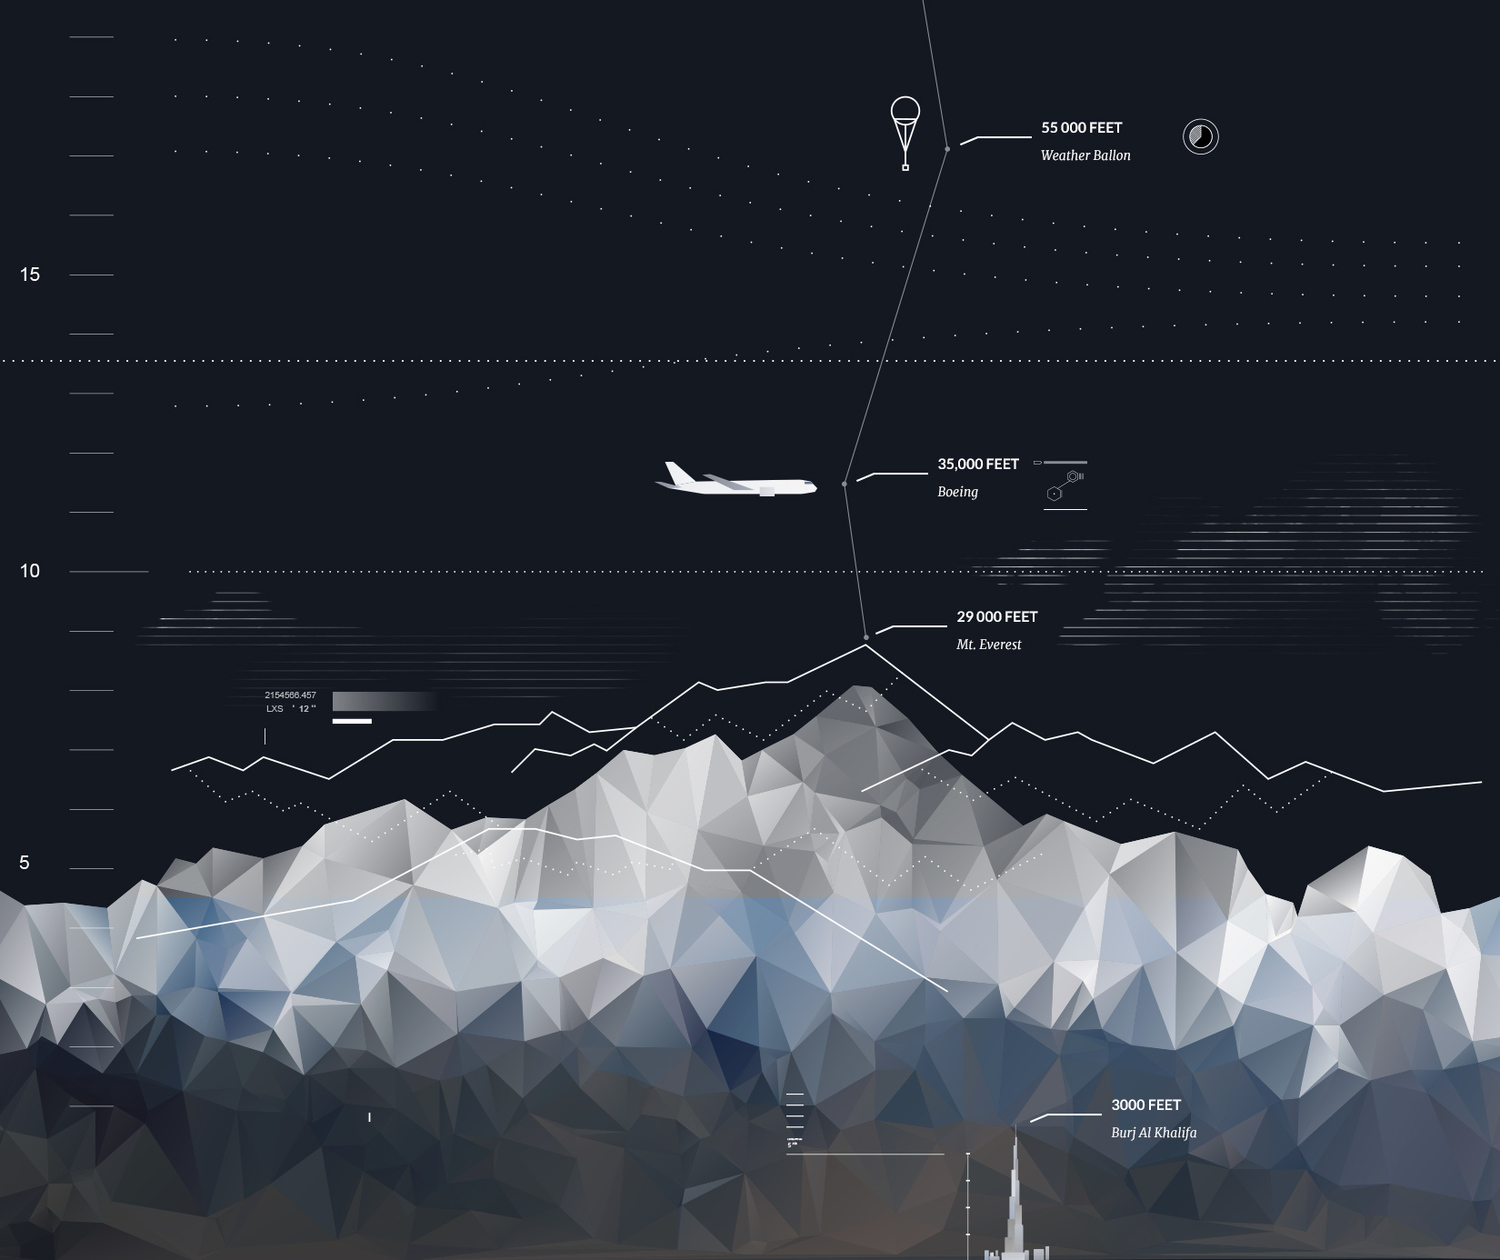 55 000 FEET
Weather Ballon
15
35,000 FEET
Boeing
10
29 000 FEET
Mt. Everest
2154566.457
LXS ' 12 "
5
3000 FEET
Burj Al Khalifa